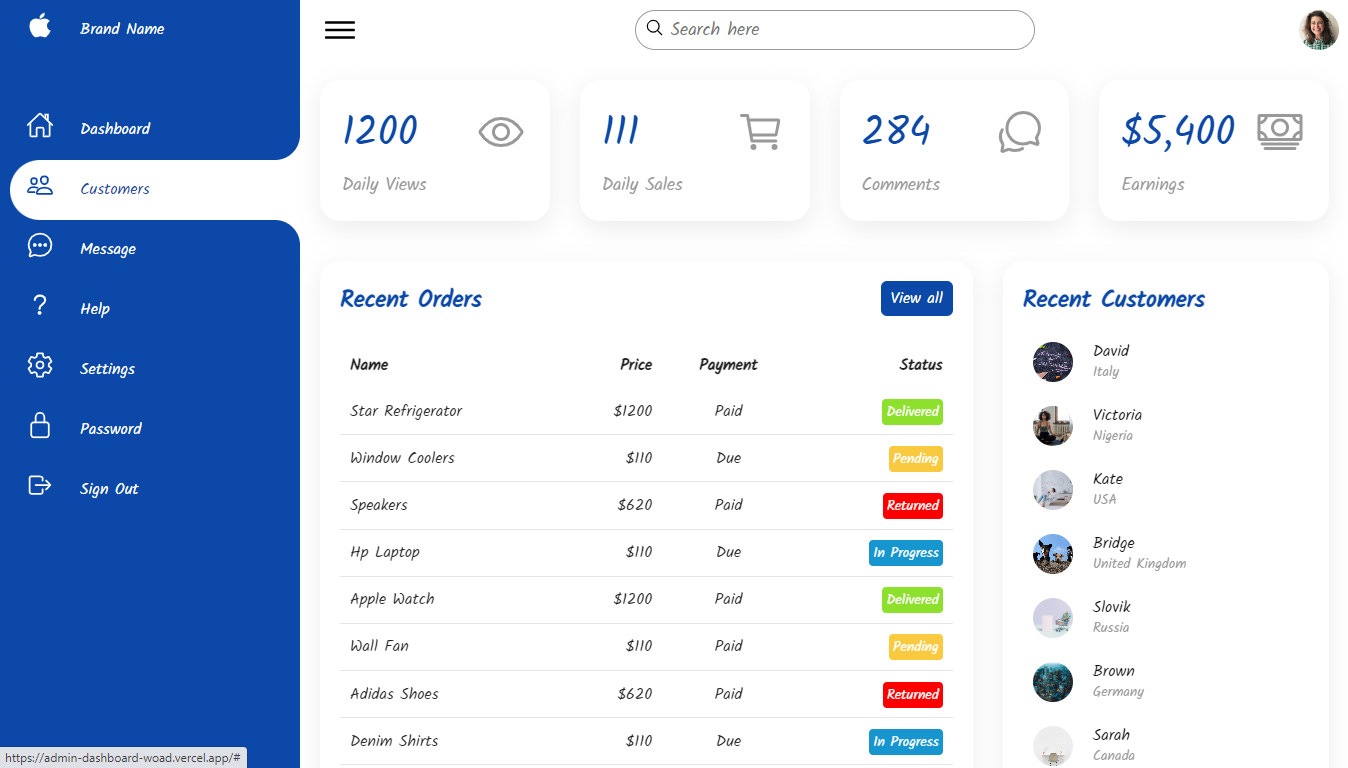 Brand Name
Search here
Dashboard
Customers
Message
Help
Settings
Password
Sign Out
1200
Daily Views
111
Daily Sales
284
Comments
$5,400
Earnings
Recent Orders
View all
Name Price Payment Status
Star Refrigerator $1200 Paid Delivered
Window Coolers $110 Due Pending
Speakers $620 Paid Returned
Hp Laptop $110 Due In Progress
Apple Watch $1200 Paid Delivered
Wall Fan $110 Paid Pending
Adidas Shoes $620 Paid Returned
Denim Shirts $110 Due In Progress
Recent Customers
David
Italy
Victoria
Nigeria
Kate
USA
Bridge
United Kingdom
Slovik
Russia
Brown
Germany
Sarah
Canada
https://admin-dashboard-woad.vercel.app/#